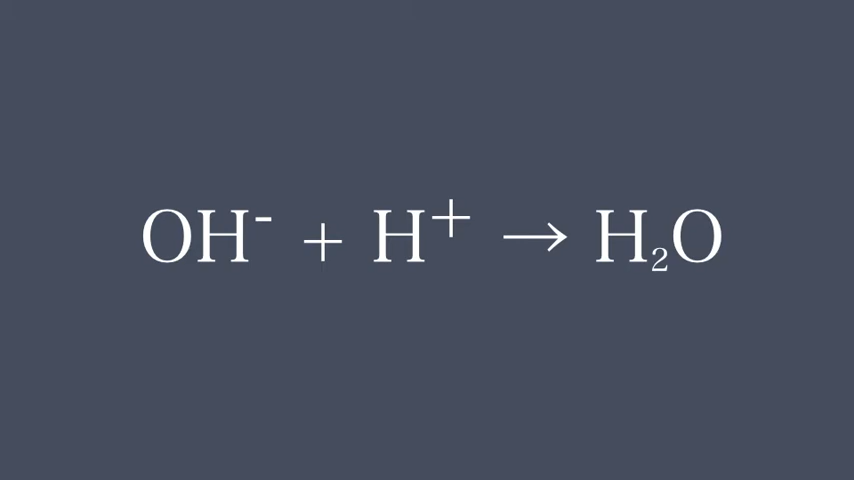 OH⁻ + H⁺ → H₂O